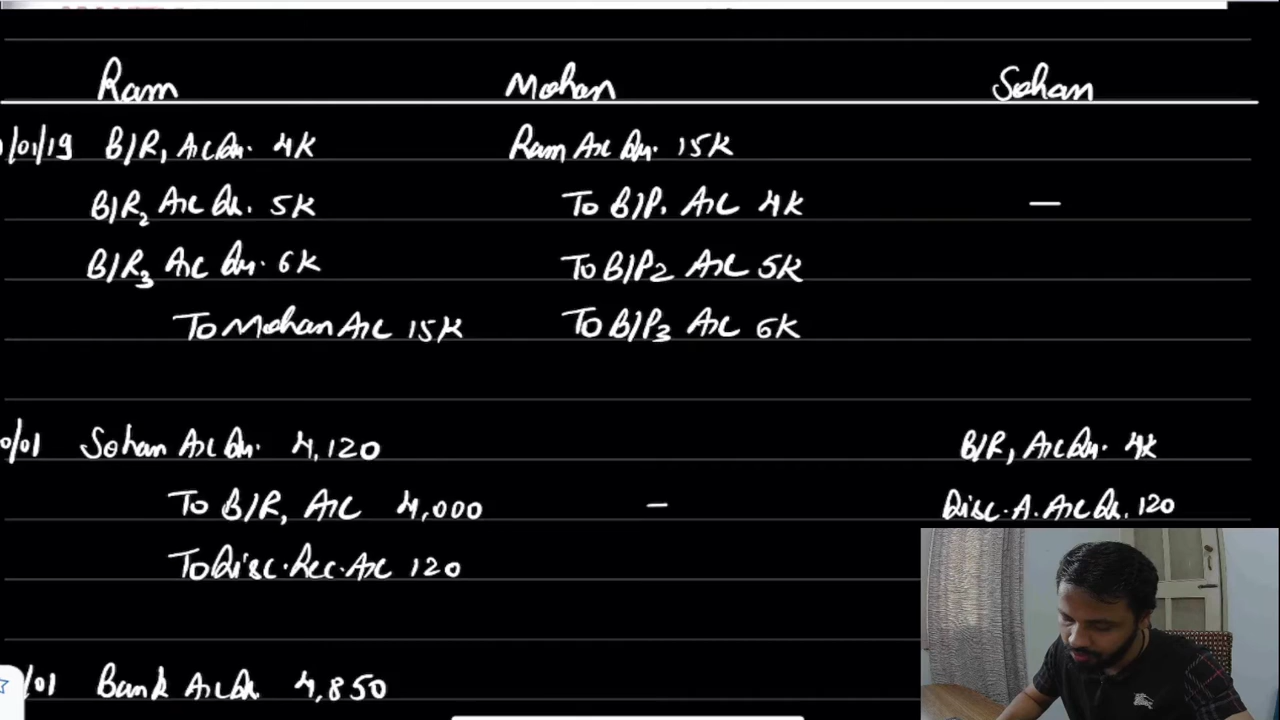 Ram Mohan Sohan
/01/19 B/R1 A/c Dr. 4K Ram A/c Dr. 15K
B/R2 A/c Dr. 5K To B/P1 A/c 4K —
B/R3 A/c Dr. 6K To B/P2 A/c 5K
To Mohan A/c 15K To B/P3 A/c 6K
0/01 Sohan A/c Dr. 4,120 B/R1 A/c Dr. 4K
To B/R1 A/c 4,000 — Disc. A. A/c Dr. 120
To Disc. Rec. A/c 120
/01 Bank A/c Dr. 4,850